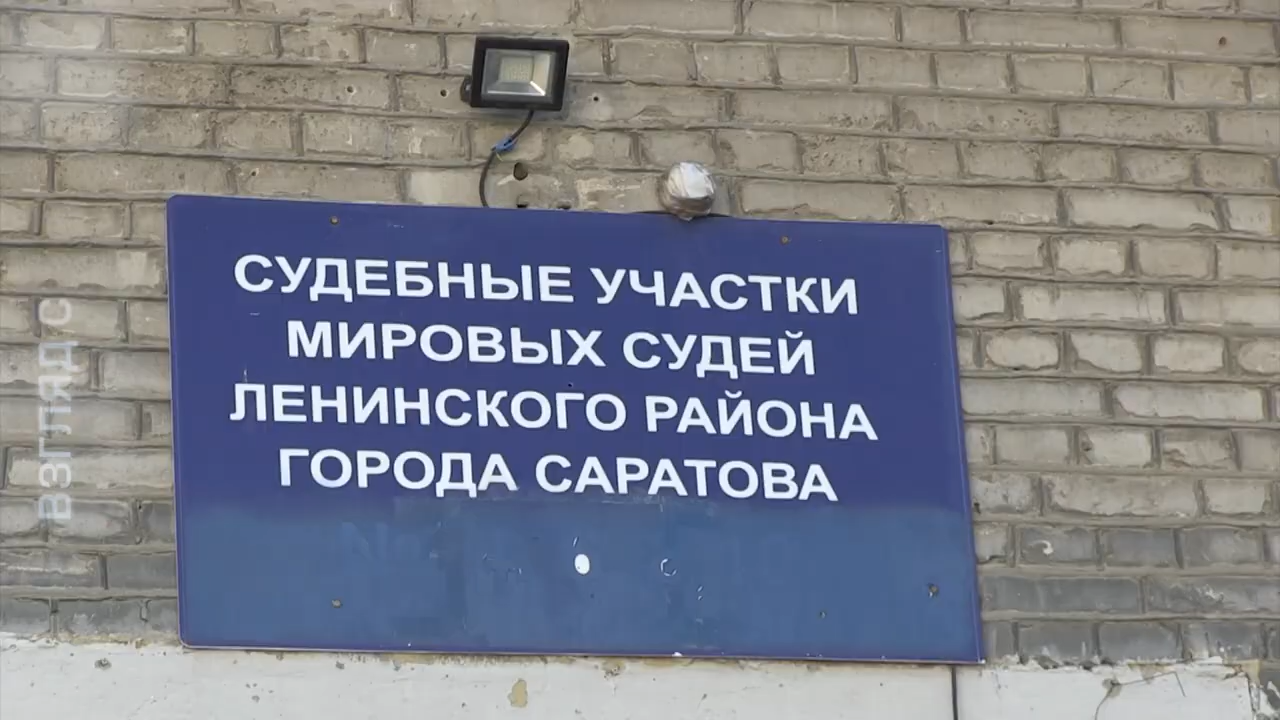 СУДЕБНЫЕ УЧАСТКИ
МИРОВЫХ СУДЕЙ
ЛЕНИНСКОГО РАЙОНА
ГОРОДА САРАТОВА
ВЗГЛЯД С